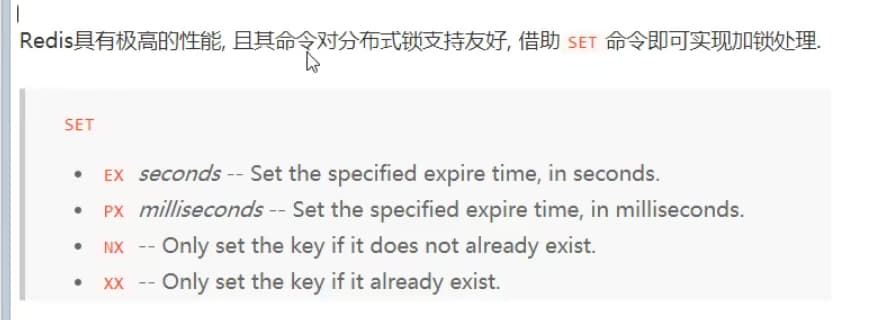 Redis具有极高的性能, 且其命令对分布式锁支持友好, 借助 SET 命令即可实现加锁处理.
SET
• EX seconds -- Set the specified expire time, in seconds.
• PX milliseconds -- Set the specified expire time, in milliseconds.
• NX -- Only set the key if it does not already exist.
• XX -- Only set the key if it already exist.